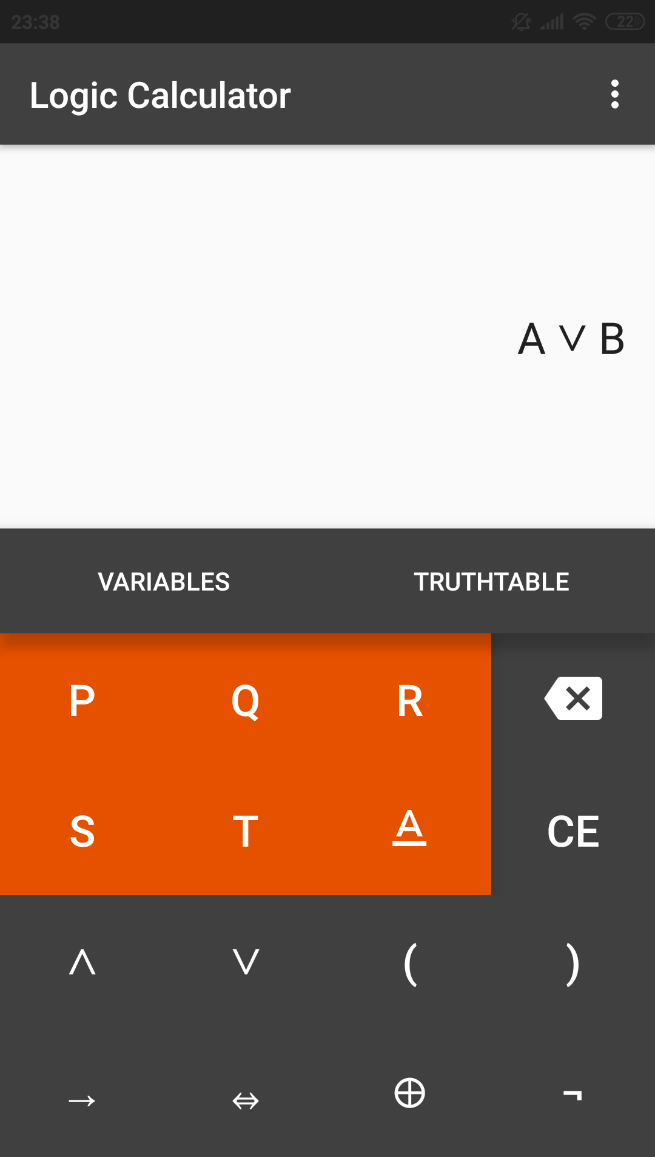 23:38 22
Logic Calculator
A ∨ B
VARIABLES TRUTHTABLE
P Q R
S T A CE
∧ ∨ ( )
→ ⇔ ⊕ ¬